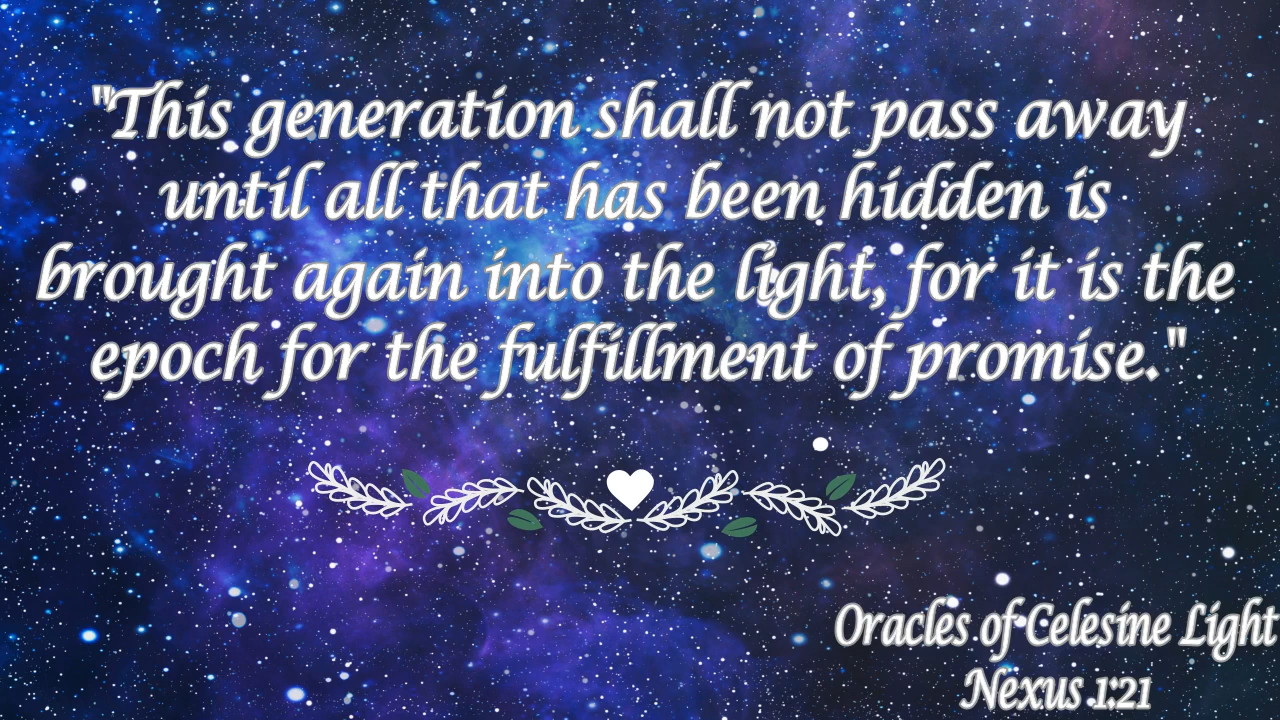 "This generation shall not pass away
until all that has been hidden is
brought again into the light, for it is the
epoch for the fulfillment of promise."
Oracles of Celesine Light
Nexus 1:21